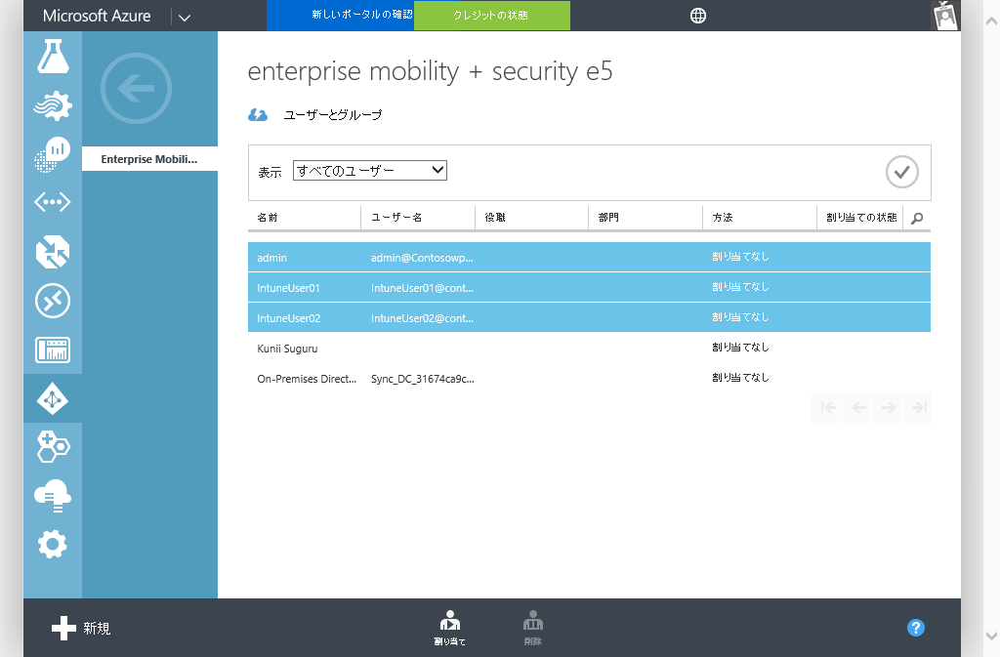 Microsoft Azure
新しいポータルの確認
クレジットの状態
Enterprise Mobili...
enterprise mobility + security e5
ユーザーとグループ
表示 すべてのユーザー
名前 ユーザー名 役職 部門 方法 割り当ての状態
admin admin@Contosowp... 割り当てなし
IntuneUser01 IntuneUser01@cont... 割り当てなし
IntuneUser02 IntuneUser02@cont... 割り当てなし
Kunii Suguru 割り当てなし
On-Premises Direct... Sync_DC_31674ca9c... 割り当てなし
新規
割り当て
削除
?